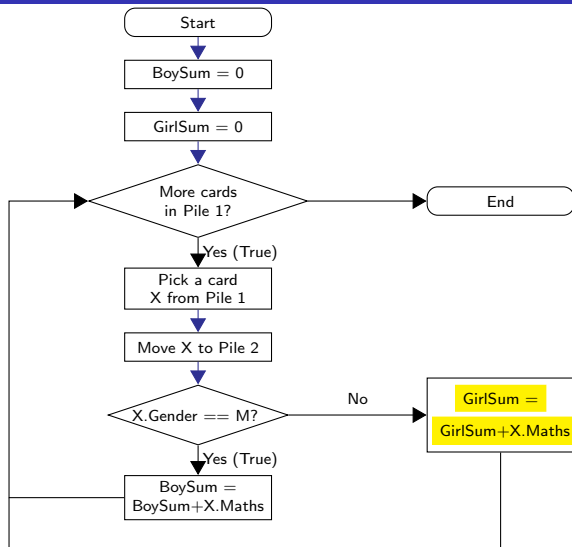 Start
BoySum = 0
GirlSum = 0
More cards
in Pile 1?
End
Yes (True)
Pick a card
X from Pile 1
Move X to Pile 2
X.Gender == M?
No
GirlSum =
GirlSum+X.Maths
Yes (True)
BoySum =
BoySum+X.Maths